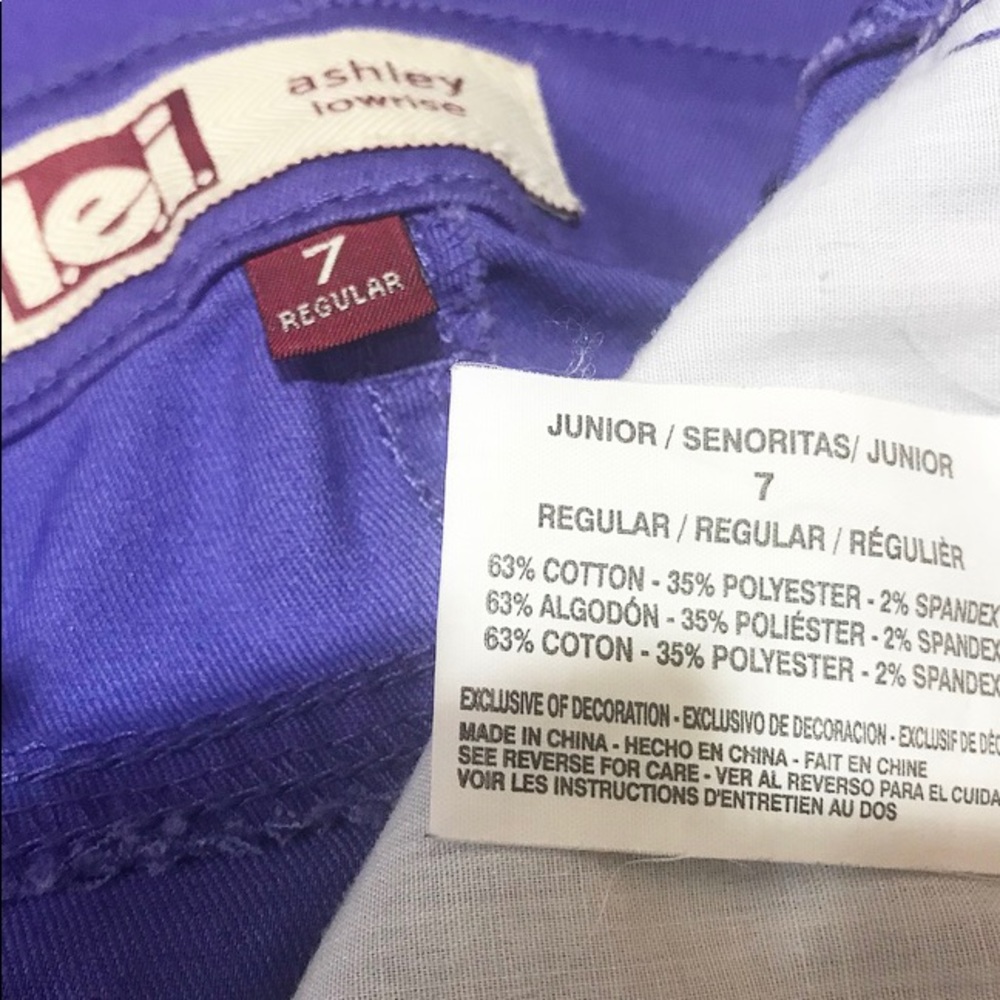 l.e.i.
ashley
lowrise
7
REGULAR
JUNIOR / SENORITAS/ JUNIOR
7
REGULAR / REGULAR / RÉGULIÈR
63% COTTON - 35% POLYESTER - 2% SPANDEX
63% ALGODÓN - 35% POLIÉSTER - 2% SPANDEX
63% COTON - 35% POLYESTER - 2% SPANDEX
EXCLUSIVE OF DECORATION - EXCLUSIVO DE DECORACION - EXCLUSIF DE DÉC
MADE IN CHINA - HECHO EN CHINA - FAIT EN CHINE
SEE REVERSE FOR CARE - VER AL REVERSO PARA EL CUIDA
VOIR LES INSTRUCTIONS D'ENTRETIEN AU DOS